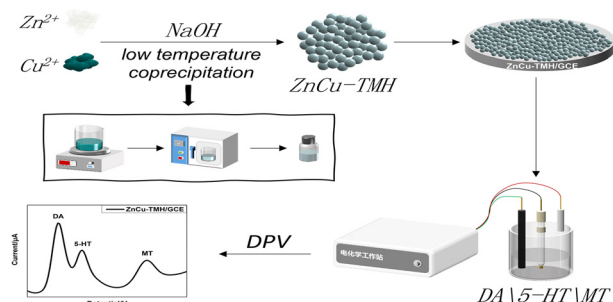 Zn²⁺
Cu²⁺
NaOH
low temperature
coprecipitation
ZnCu-TMH
ZnCu-TMH/GCE
DA
5-HT
MT
ZnCu-TMH/GCE
Current/μA
DPV
电化学工作站
DA\5-HT\MT